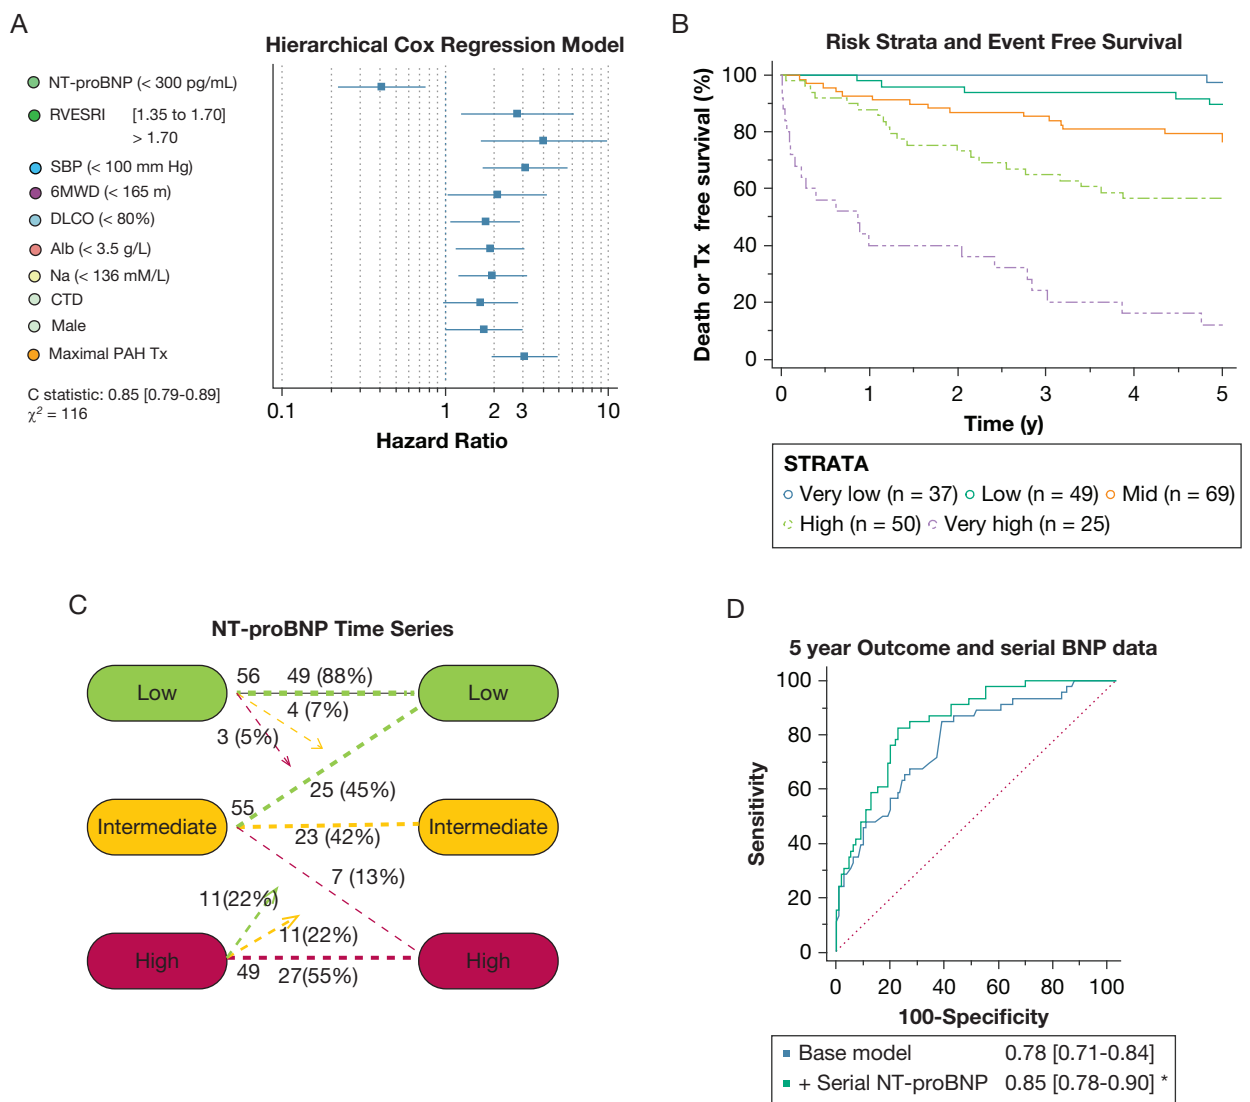 A
Hierarchical Cox Regression Model
NT-proBNP (< 300 pg/mL)
RVESRI [1.35 to 1.70]
> 1.70
SBP (< 100 mm Hg)
6MWD (< 165 m)
DLCO (< 80%)
Alb (< 3.5 g/L)
Na (< 136 mM/L)
CTD
Male
Maximal PAH Tx
C statistic: 0.85 [0.79-0.89]
χ² = 116
0.1 1 2 3 10
Hazard Ratio
B
Risk Strata and Event Free Survival
Death or Tx free survival (%)
100
80
60
40
20
0
0 1 2 3 4 5
Time (y)
STRATA
Very low (n = 37) Low (n = 49) Mid (n = 69)
High (n = 50) Very high (n = 25)
C
NT-proBNP Time Series
Low 56 49 (88%) Low
4 (7%)
3 (5%)
25 (45%)
Intermediate 55 23 (42%) Intermediate
7 (13%)
11(22%)
11(22%)
High 49 27(55%) High
D
5 year Outcome and serial BNP data
Sensitivity
100
80
60
40
20
0
0 20 40 60 80 100
100-Specificity
Base model 0.78 [0.71-0.84]
+ Serial NT-proBNP 0.85 [0.78-0.90] *